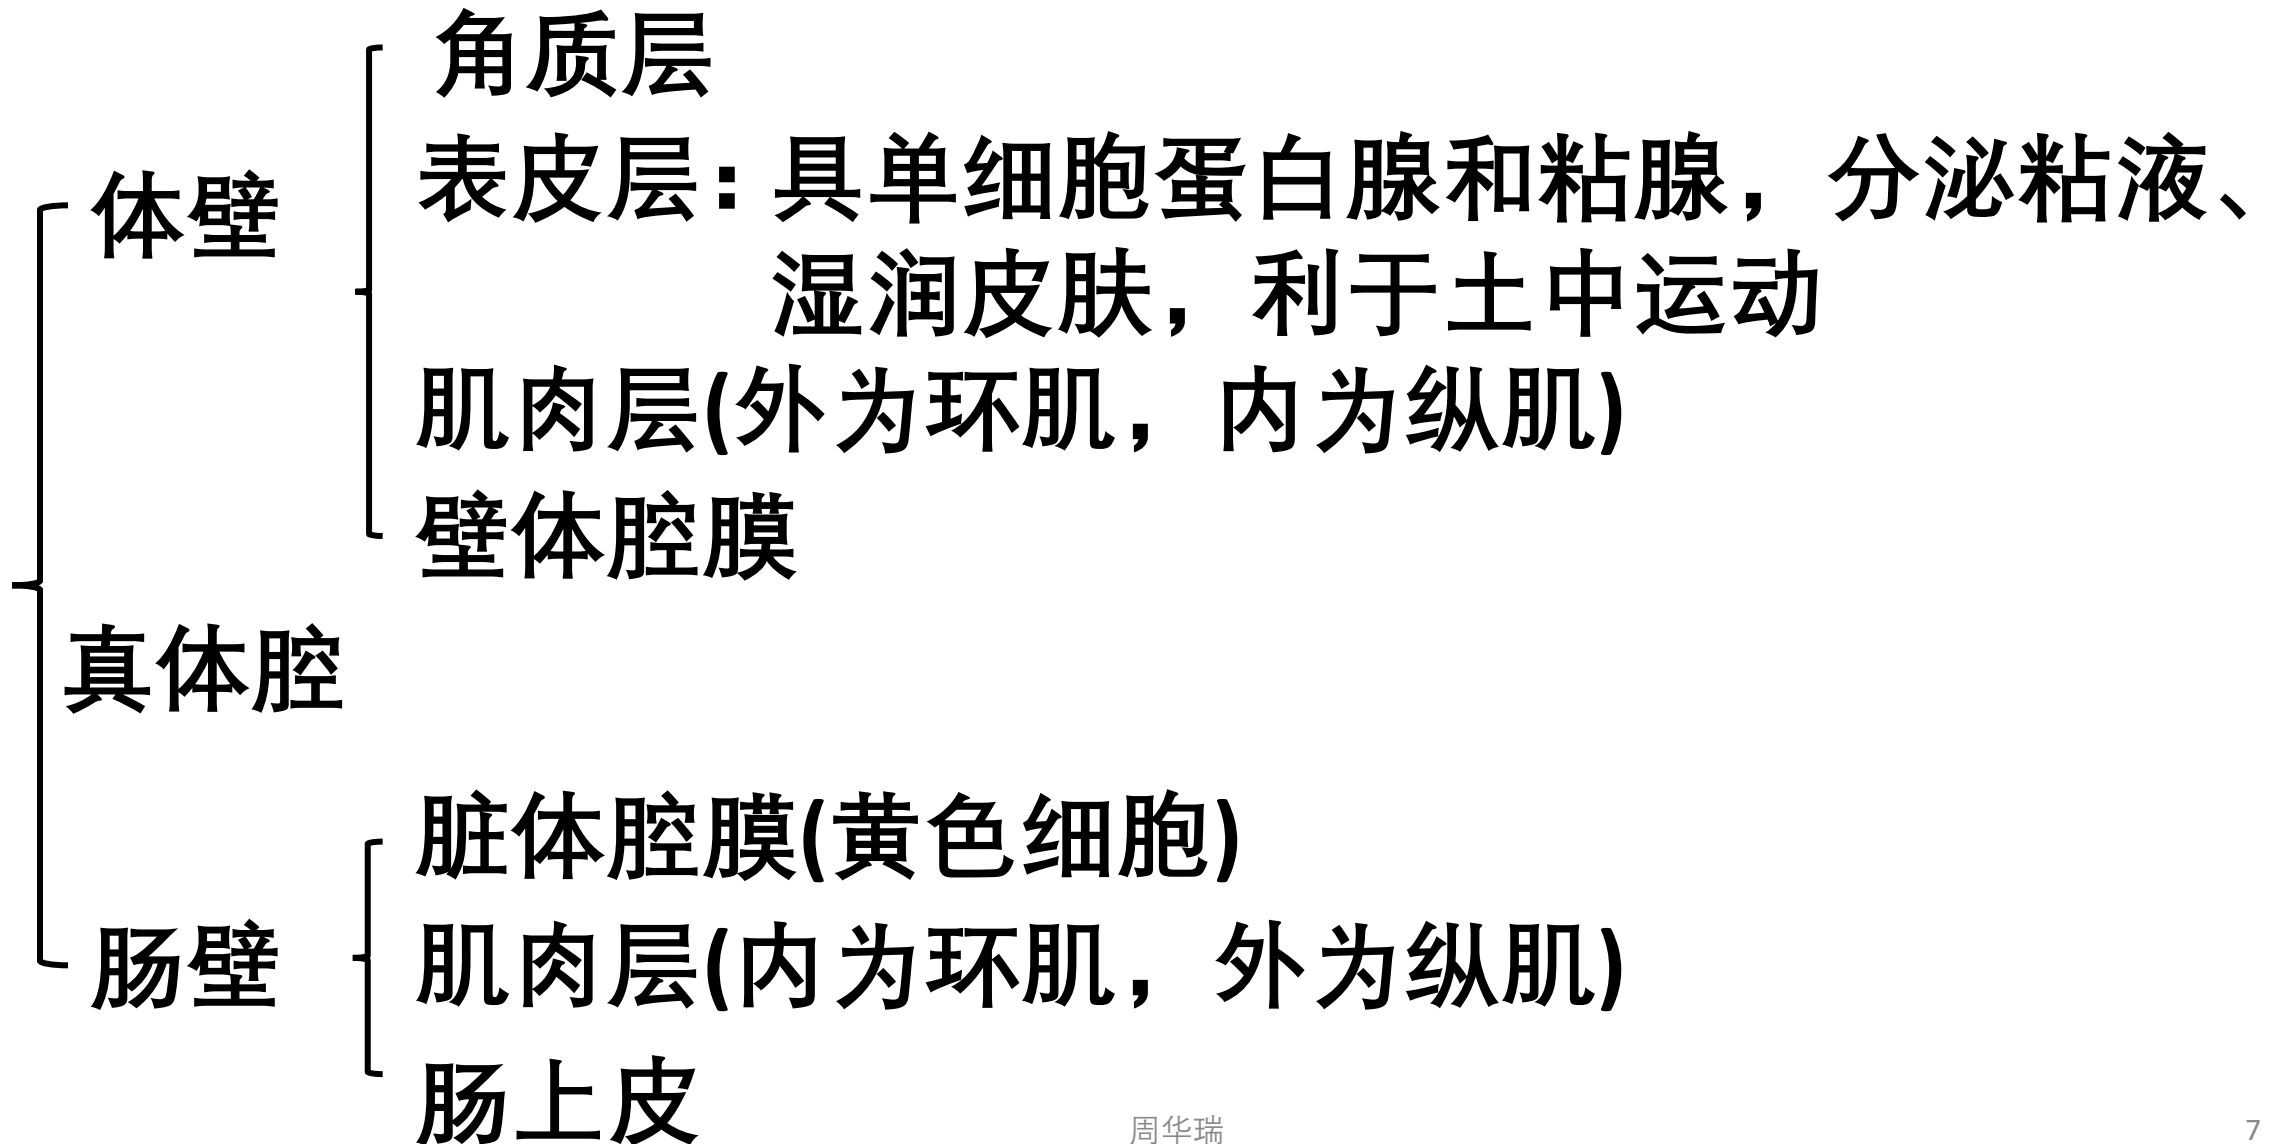 角质层
表皮层：具单细胞蛋白腺和粘腺，分泌粘液、
湿润皮肤，利于土中运动
体壁
肌肉层(外为环肌，内为纵肌)
壁体腔膜
真体腔
脏体腔膜(黄色细胞)
肠壁
肌肉层(内为环肌，外为纵肌)
肠上皮
周华瑞
7